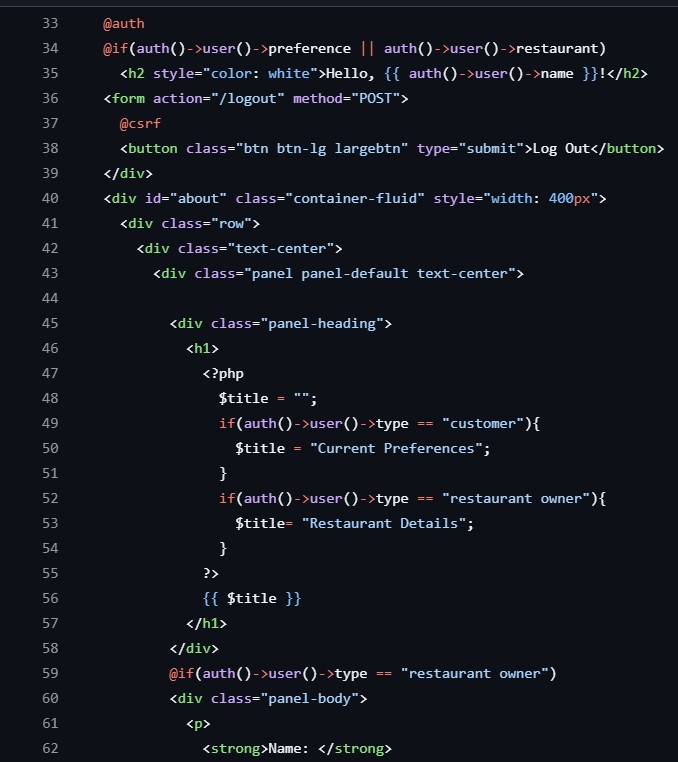 33 @auth
34 @if(auth()->user()->preference || auth()->user()->restaurant)
35 <h2 style="color: white">Hello, {{ auth()->user()->name }}!</h2>
36 <form action="/logout" method="POST">
37 @csrf
38 <button class="btn btn-lg largebtn" type="submit">Log Out</button>
39 </div>
40 <div id="about" class="container-fluid" style="width: 400px">
41 <div class="row">
42 <div class="text-center">
43 <div class="panel panel-default text-center">
44
45 <div class="panel-heading">
46 <h1>
47 <?php
48 $title = "";
49 if(auth()->user()->type == "customer"){
50 $title = "Current Preferences";
51 }
52 if(auth()->user()->type == "restaurant owner"){
53 $title= "Restaurant Details";
54 }
55 ?>
56 {{ $title }}
57 </h1>
58 </div>
59 @if(auth()->user()->type == "restaurant owner")
60 <div class="panel-body">
61 <p>
62 <strong>Name: </strong>